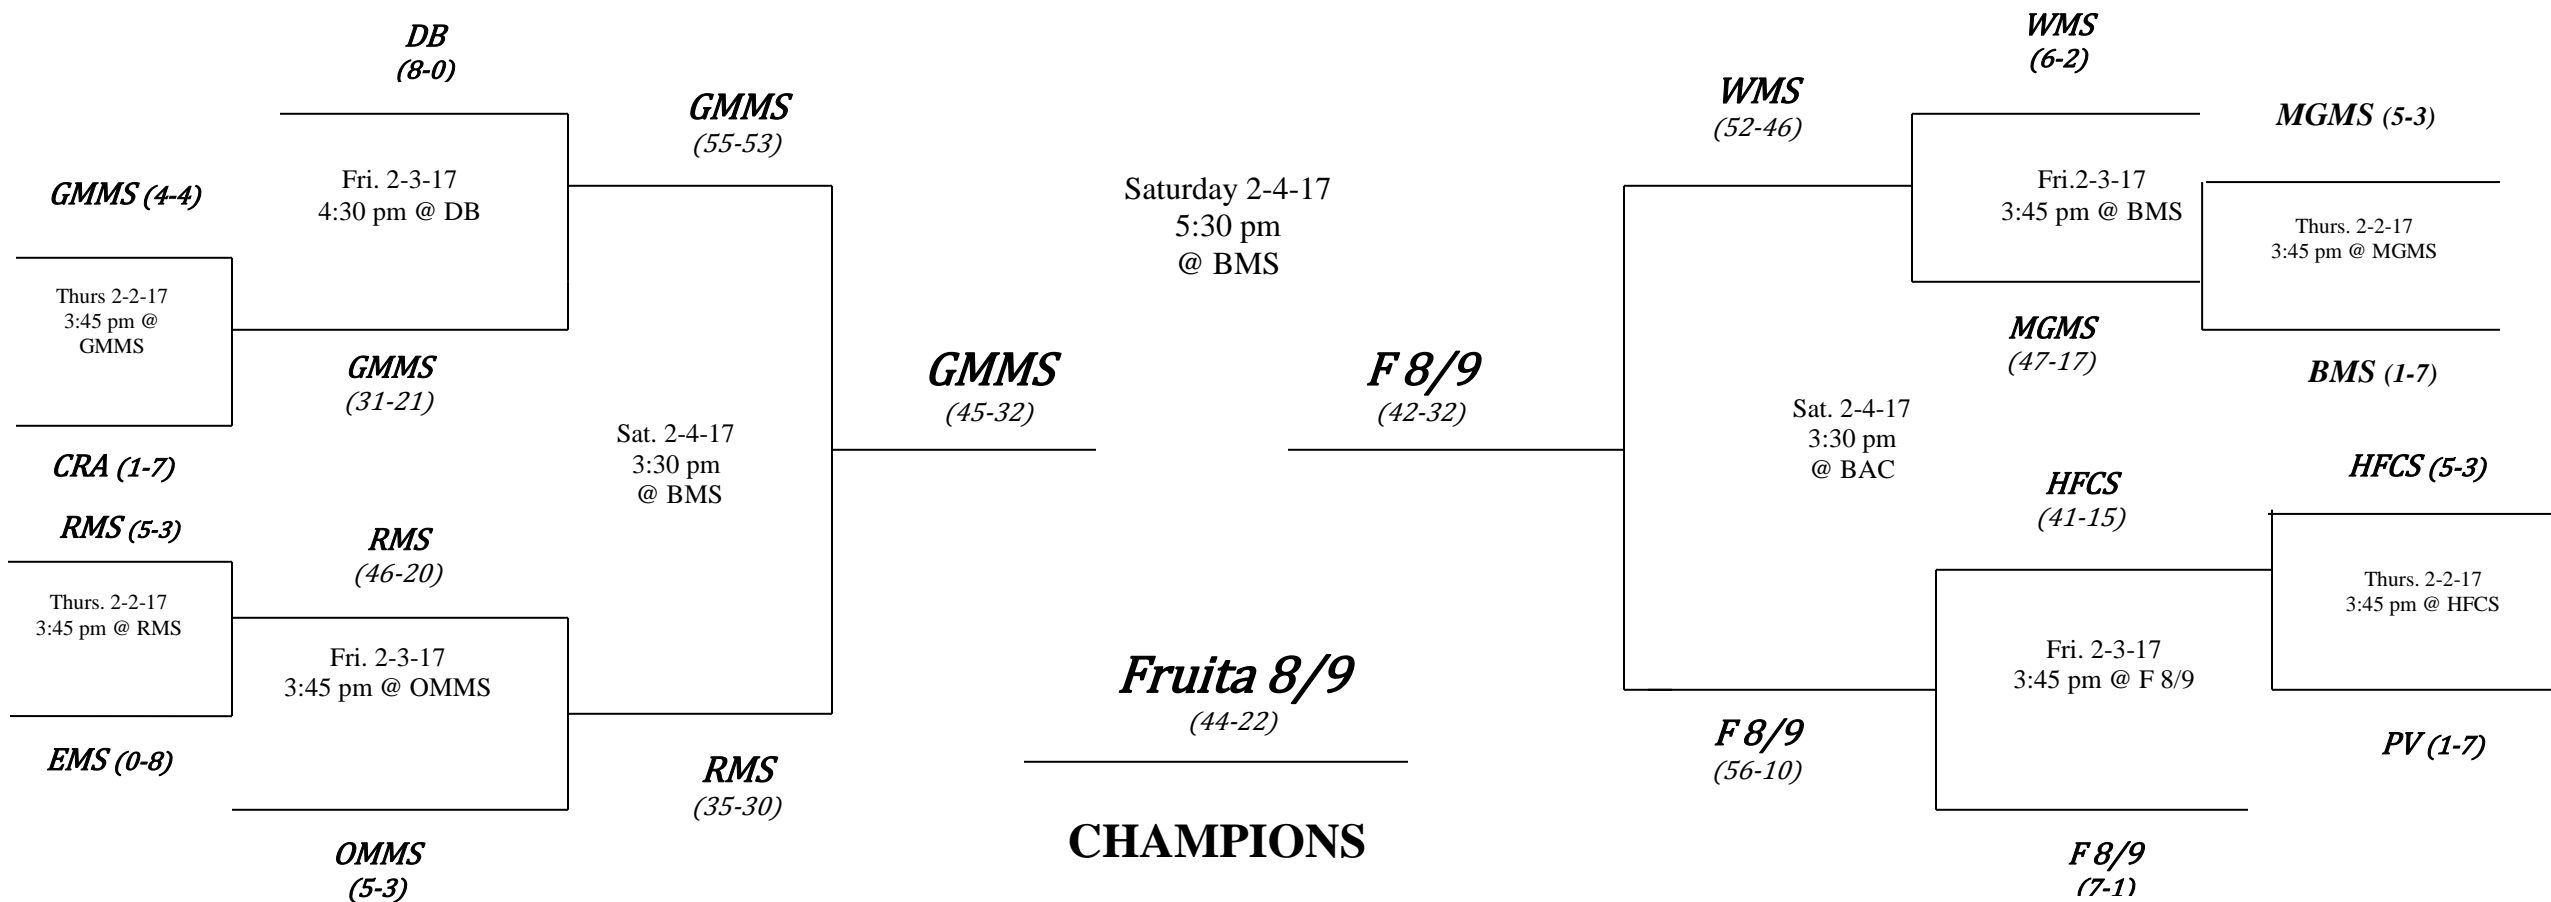 DB
(8-0)
GMMS
(55-53)
GMMS (4-4)
Fri. 2-3-17
4:30 pm @ DB
Thurs 2-2-17
3:45 pm @
GMMS
GMMS
(31-21)
CRA (1-7)
Sat. 2-4-17
3:30 pm
@ BMS
RMS (5-3)
RMS
(46-20)
Thurs. 2-2-17
3:45 pm @ RMS
Fri. 2-3-17
3:45 pm @ OMMS
EMS (0-8)
RMS
(35-30)
OMMS
(5-3)
GMMS
(45-32)
Saturday 2-4-17
5:30 pm
@ BMS
F 8/9
(42-32)
Fruita 8/9
(44-22)
CHAMPIONS
WMS
(6-2)
WMS
(52-46)
MGMS (5-3)
Fri.2-3-17
3:45 pm @ BMS
Thurs. 2-2-17
3:45 pm @ MGMS
MGMS
(47-17)
BMS (1-7)
Sat. 2-4-17
3:30 pm
@ BAC
HFCS (5-3)
HFCS
(41-15)
Thurs. 2-2-17
3:45 pm @ HFCS
Fri. 2-3-17
3:45 pm @ F 8/9
F 8/9
(56-10)
PV (1-7)
F 8/9
(7-1)